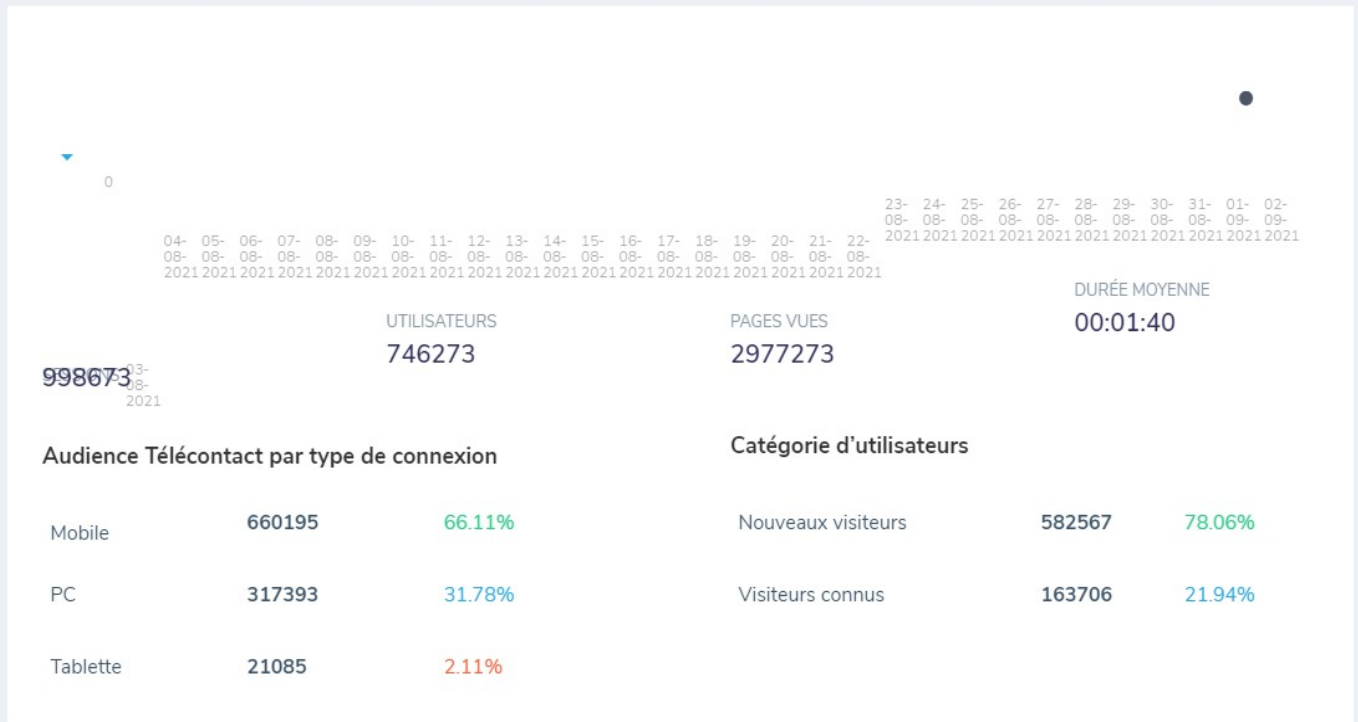 0
23- 24- 25- 26- 27- 28- 29- 30- 31- 01- 02-
08- 08- 08- 08- 08- 08- 08- 08- 08- 09- 09-
2021 2021 2021 2021 2021 2021 2021 2021 2021 2021 2021
04- 05- 06- 07- 08- 09- 10- 11- 12- 13- 14- 15- 16- 17- 18- 19- 20- 21- 22-
08- 08- 08- 08- 08- 08- 08- 08- 08- 08- 08- 08- 08- 08- 08- 08- 08- 08- 08-
2021 2021 2021 2021 2021 2021 2021 2021 2021 2021 2021 2021 2021 2021 2021 2021 2021 2021 2021
DURÉE MOYENNE
00:01:40
UTILISATEURS
746273
PAGES VUES
2977273
SESSIONS
998673
03-
08-
2021
Audience Télécontact par type de connexion
Mobile 660195 66.11%
PC 317393 31.78%
Tablette 21085 2.11%
Catégorie d’utilisateurs
Nouveaux visiteurs 582567 78.06%
Visiteurs connus 163706 21.94%